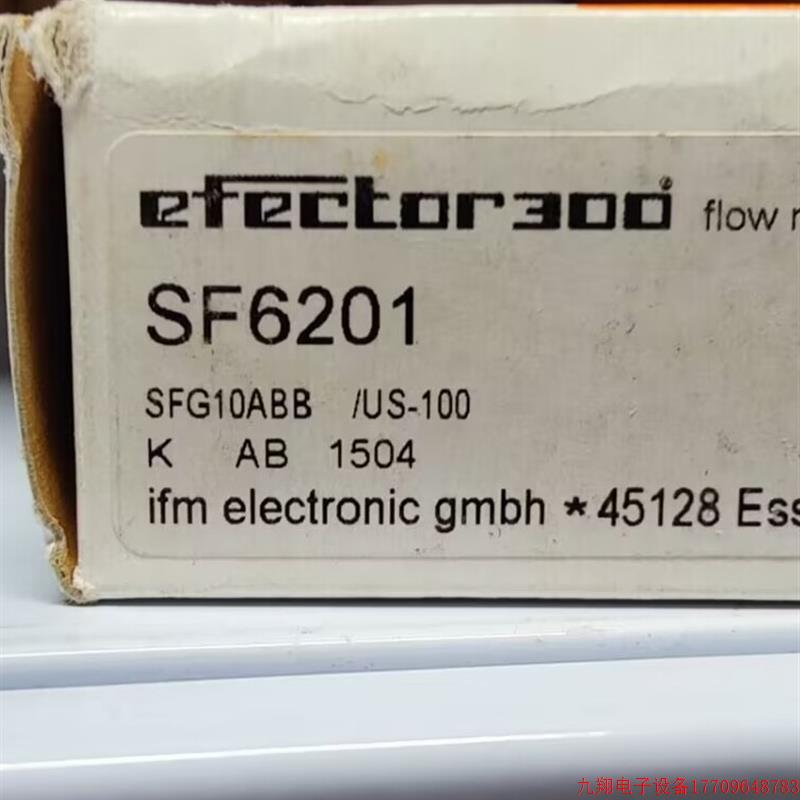 efector300® flow
SF6201
SFG10ABB /US-100
K AB 1504
ifm electronic gmbh * 45128 Ess
九翔电子设备17709648783